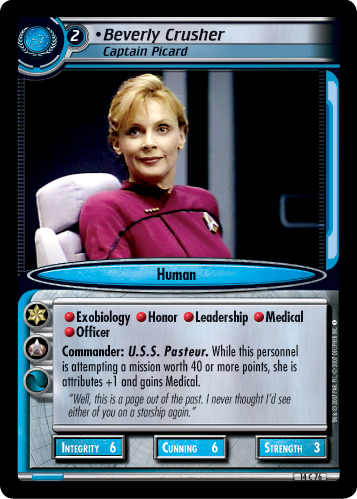 2
•Beverly Crusher
Captain Picard
Human
Exobiology Honor Leadership Medical
Officer
Commander: U.S.S. Pasteur. While this personnel
is attempting a mission worth 40 or more points, she is
attributes +1 and gains Medical.
"Well, this is a page out of the past. I never thought I'd see
either of you on a starship again."
INTEGRITY 6 CUNNING 6 STRENGTH 3
14 C 76